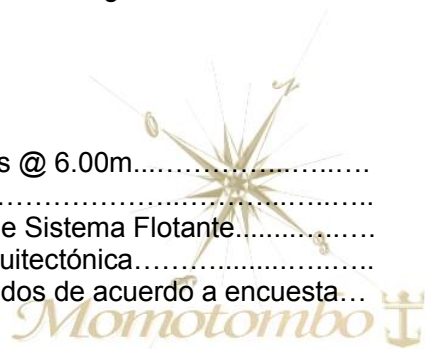 s @ 6.00m...……….…...…..….
…………………………………..…..
e Sistema Flotante.......…..….
uitectónica…….…........…..…..
dos de acuerdo a encuesta…
N
O
E
S
Momotombo